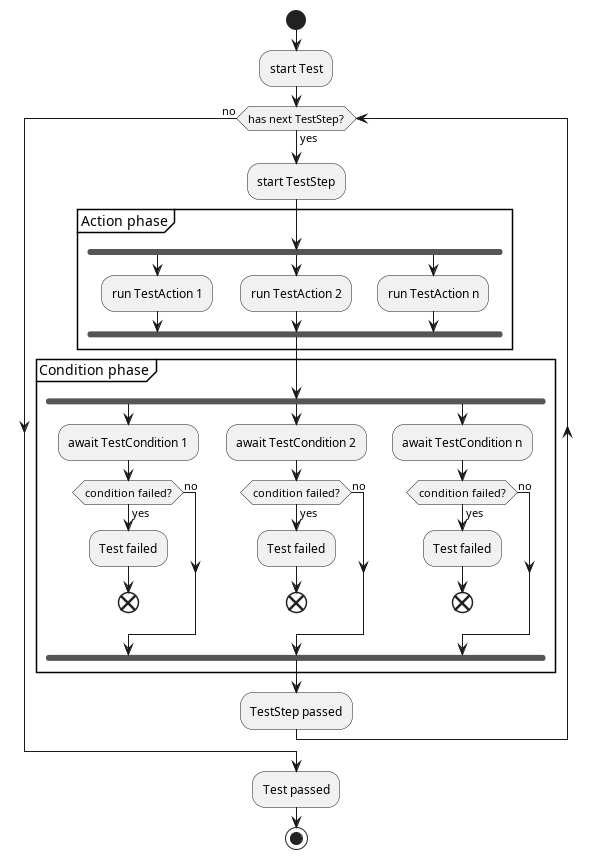 start Test
no
has next TestStep?
yes
start TestStep
Action phase
run TestAction 1
run TestAction 2
run TestAction n
Condition phase
await TestCondition 1
await TestCondition 2
await TestCondition n
condition failed?
no
condition failed?
no
condition failed?
no
yes
yes
yes
Test failed
Test failed
Test failed
TestStep passed
Test passed